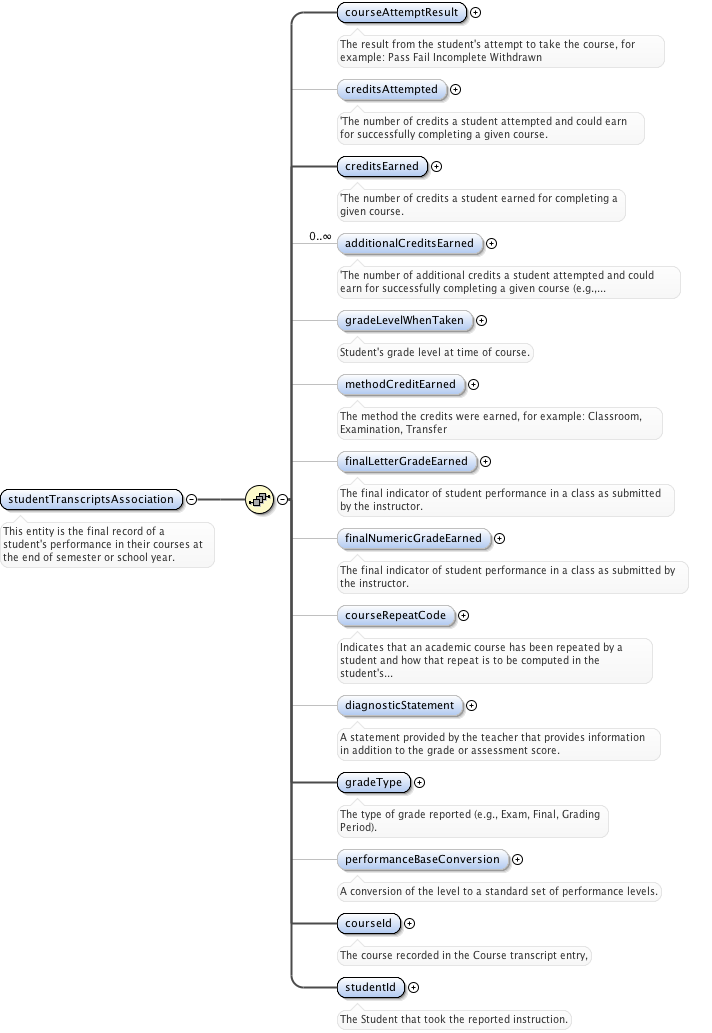 courseAttemptResult
The result from the student's attempt to take the course, for
example: Pass Fail Incomplete Withdrawn
creditsAttempted
'The number of credits a student attempted and could earn
for successfully completing a given course.
creditsEarned
'The number of credits a student earned for completing a
given course.
0..∞
additionalCreditsEarned
'The number of additional credits a student attempted and could
earn for successfully completing a given course (e.g.,...
gradeLevelWhenTaken
Student's grade level at time of course.
methodCreditEarned
The method the credits were earned, for example: Classroom,
Examination, Transfer
finalLetterGradeEarned
The final indicator of student performance in a class as submitted
by the instructor.
studentTranscriptsAssociation
This entity is the final record of a
student's performance in their courses at
the end of semester or school year.
finalNumericGradeEarned
The final indicator of student performance in a class as submitted by
the instructor.
courseRepeatCode
Indicates that an academic course has been repeated by a
student and how that repeat is to be computed in the
student's...
diagnosticStatement
A statement provided by the teacher that provides information
in addition to the grade or assessment score.
gradeType
The type of grade reported (e.g., Exam, Final, Grading
Period).
performanceBaseConversion
A conversion of the level to a standard set of performance levels.
courseId
The course recorded in the Course transcript entry,
studentId
The Student that took the reported instruction.